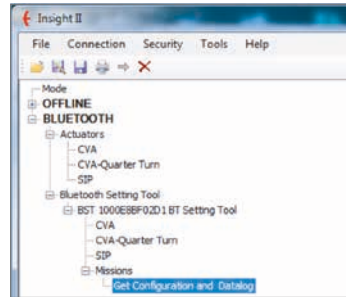 Insight II
File Connection Security Tools Help
Mode
OFFLINE
BLUETOOTH
Actuators
CVA
CVA-Quarter Turn
SIP
Bluetooth Setting Tool
BST 1000E8BF02D1 BT Setting Tool
CVA
CVA-Quarter Turn
SIP
Missions
Get Configuration and Datalog